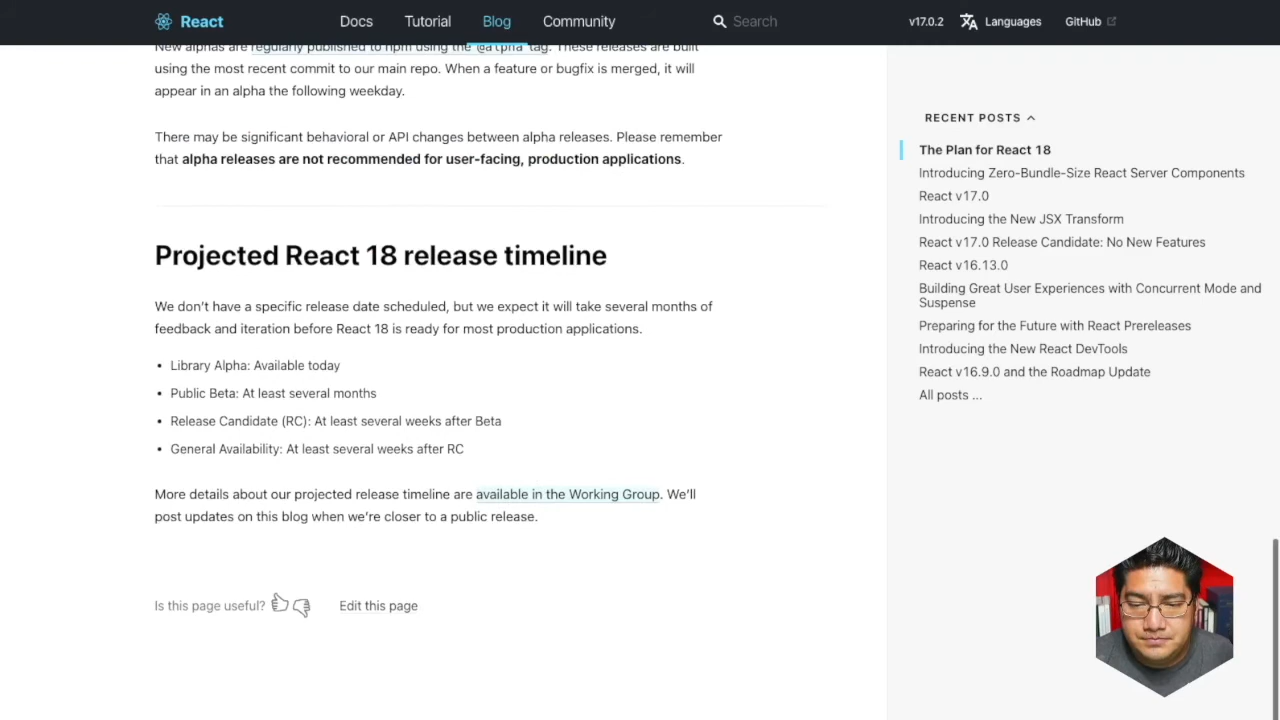 React
Docs
Tutorial
Blog
Community
Search
v17.0.2
Languages
GitHub
New alphas are regularly published to npm using the @alpha tag. These releases are built
using the most recent commit to our main repo. When a feature or bugfix is merged, it will
appear in an alpha the following weekday.
There may be significant behavioral or API changes between alpha releases. Please remember
that alpha releases are not recommended for user-facing, production applications.
Projected React 18 release timeline
We don’t have a specific release date scheduled, but we expect it will take several months of
feedback and iteration before React 18 is ready for most production applications.
• Library Alpha: Available today
• Public Beta: At least several months
• Release Candidate (RC): At least several weeks after Beta
• General Availability: At least several weeks after RC
More details about our projected release timeline are available in the Working Group. We’ll
post updates on this blog when we’re closer to a public release.
Is this page useful?
Edit this page
RECENT POSTS
The Plan for React 18
Introducing Zero-Bundle-Size React Server Components
React v17.0
Introducing the New JSX Transform
React v17.0 Release Candidate: No New Features
React v16.13.0
Building Great User Experiences with Concurrent Mode and
Suspense
Preparing for the Future with React Prereleases
Introducing the New React DevTools
React v16.9.0 and the Roadmap Update
All posts ...